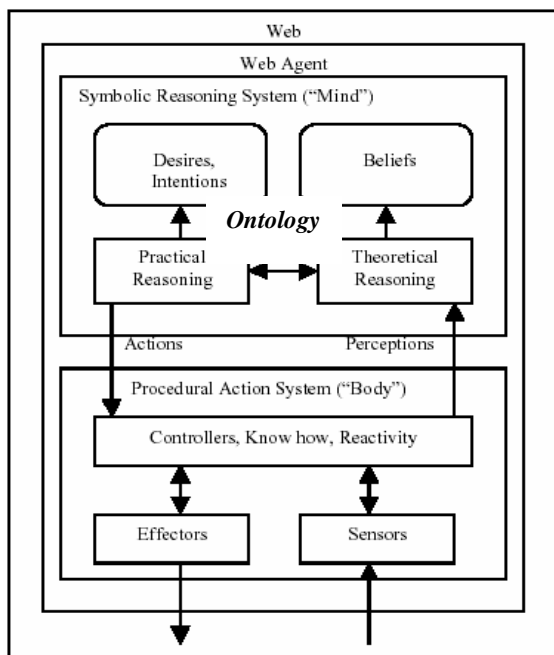 Web
Web Agent
Symbolic Reasoning System (“Mind”)
Desires,
Intentions
Beliefs
Ontology
Practical
Reasoning
Theoretical
Reasoning
Actions
Perceptions
Procedural Action System (“Body”)
Controllers, Know how, Reactivity
Effectors
Sensors